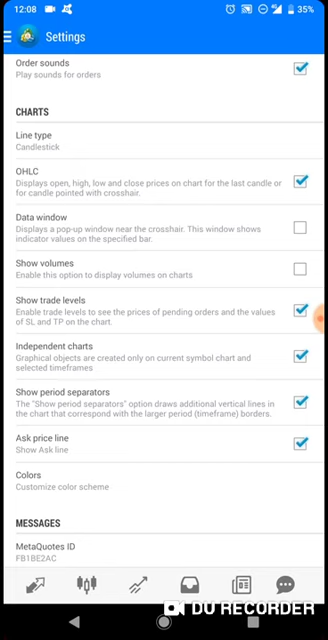 12:08
35%
Settings
Order sounds
Play sounds for orders
CHARTS
Line type
Candlestick
OHLC
Displays open, high, low and close prices on chart for the last candle or
for candle pointed with crosshair.
Data window
Displays a pop-up window near the crosshair. This window shows
indicator values on the specified bar.
Show volumes
Enable this option to display volumes on charts
Show trade levels
Enable trade levels to see the prices of pending orders and the values
of SL and TP on the chart.
Independent charts
Graphical objects are created only on current symbol chart and
selected timeframes
Show period separators
The "Show period separators" option draws additional vertical lines in
the chart that correspond with the larger period (timeframe) borders.
Ask price line
Show Ask line
Colors
Customize color scheme
MESSAGES
MetaQuotes ID
FB1BE2AC
DU RECORDER